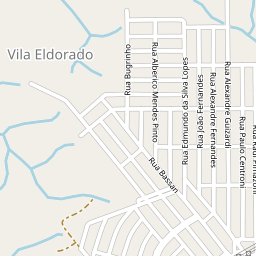 Vila Eldorado
Rua Bugrinho
Rua Alberico Mendes Pinto
Rua Edmundo da Silva Lopes
Rua João Fernandes
Rua Alexandre Fernandes
Rua Alexandre Guizardi
Rua Paulo Centroni
Rua Bassan